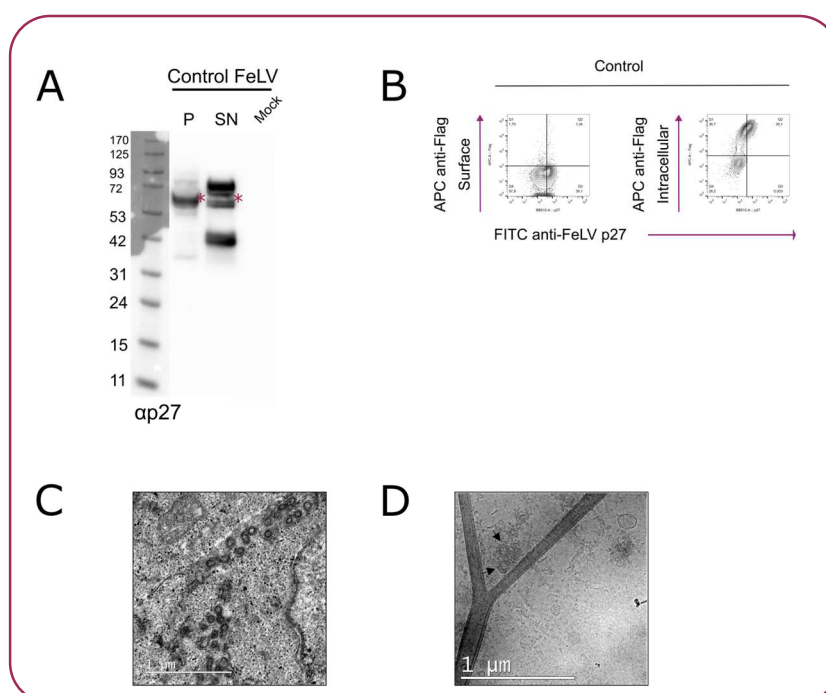 A
Control FeLV
P SN Mock
170
125
93
72
53
42
31
24
15
11
* *
αp27
B
Control
APC anti-Flag
Surface
APC anti-Flag
Intracellular
FITC anti-FeLV p27
C
1 µm
D
1 µm